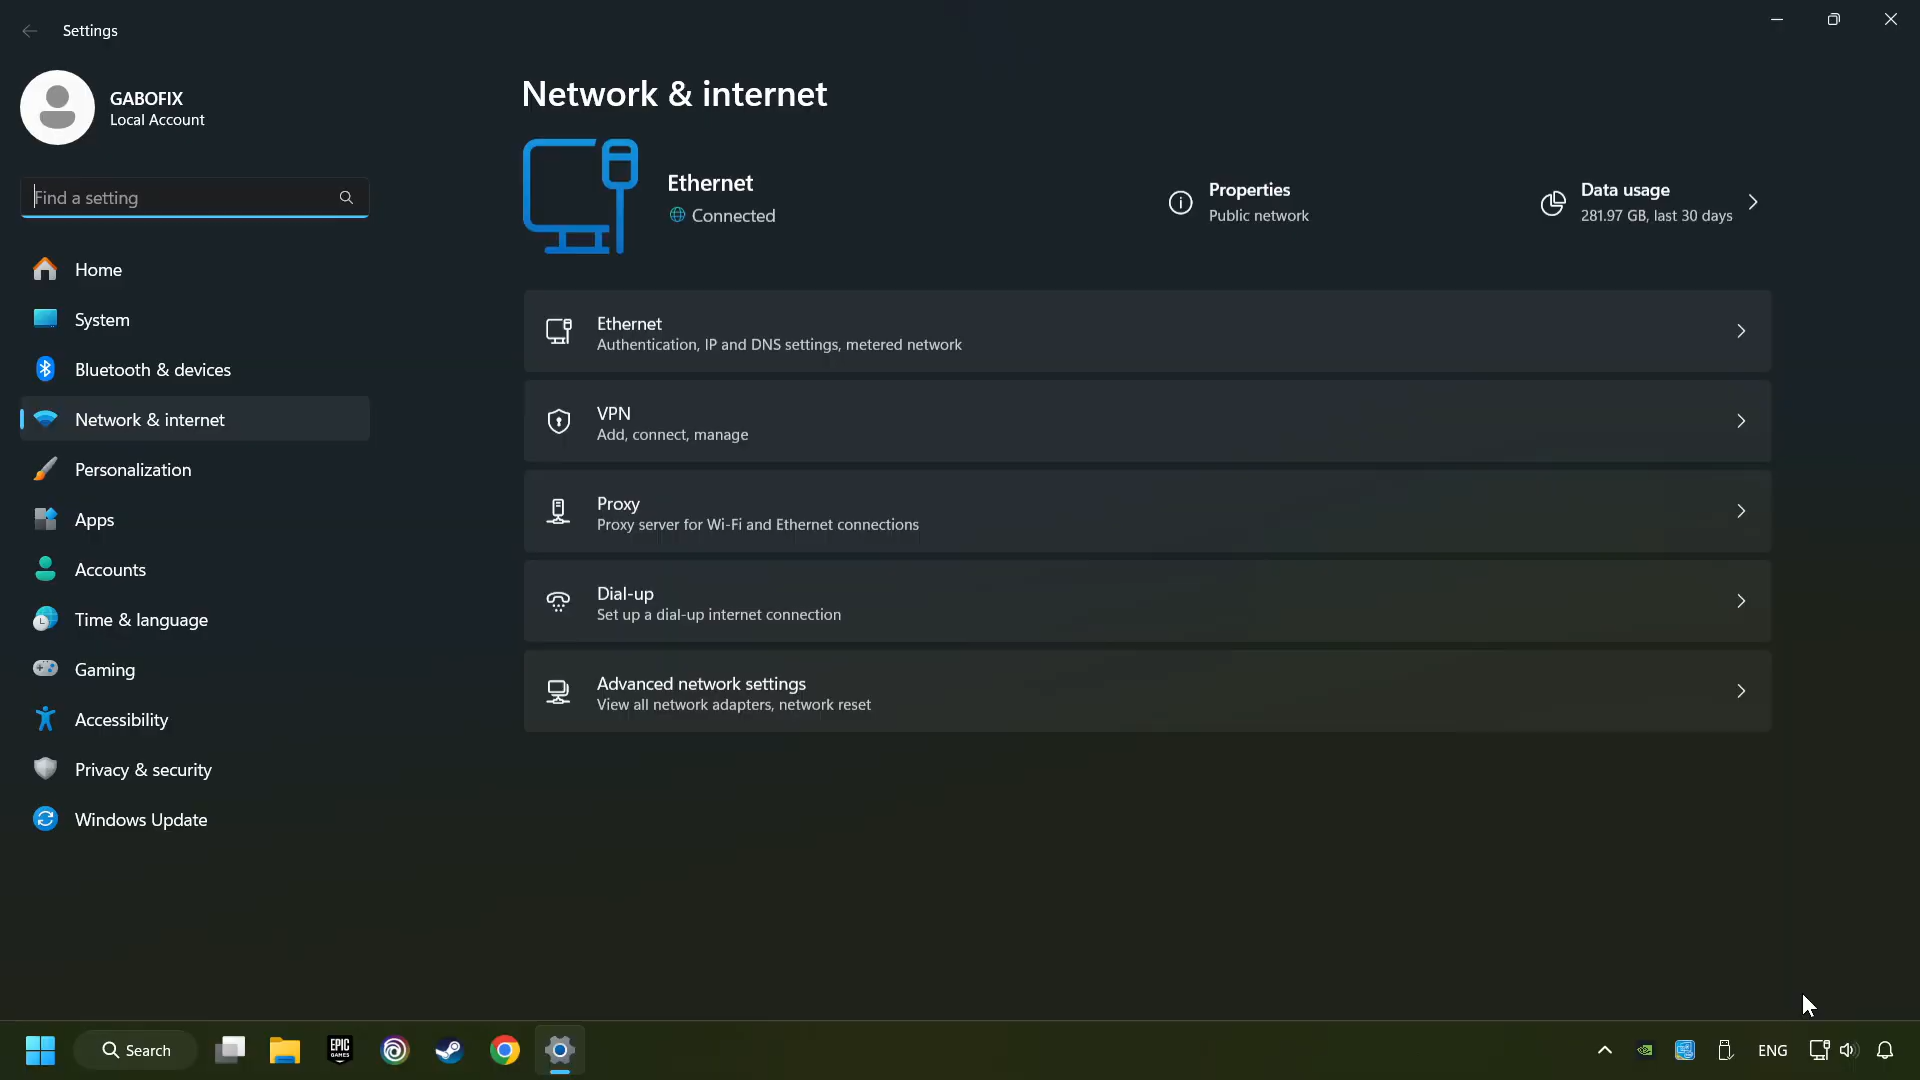 Settings
GABOFIX
Local Account
Find a setting
Home
System
Bluetooth & devices
Network & internet
Personalization
Apps
Accounts
Time & language
Gaming
Accessibility
Privacy & security
Windows Update
Network & internet
Ethernet
Connected
Properties
Public network
Data usage
281.97 GB, last 30 days
Ethernet
Authentication, IP and DNS settings, metered network
VPN
Add, connect, manage
Proxy
Proxy server for Wi-Fi and Ethernet connections
Dial-up
Set up a dial-up internet connection
Advanced network settings
View all network adapters, network reset
Search
EPIC
GAMES
ENG